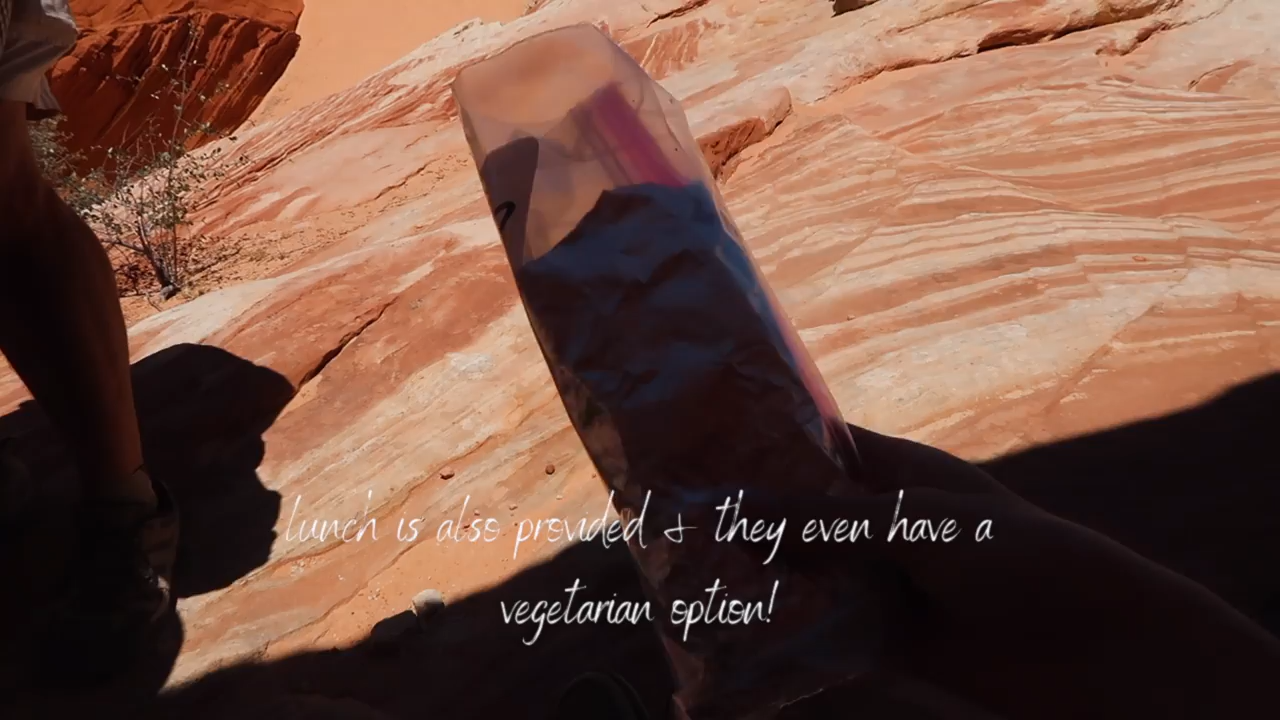 lunch is also provided & they even have a
vegetarian option!